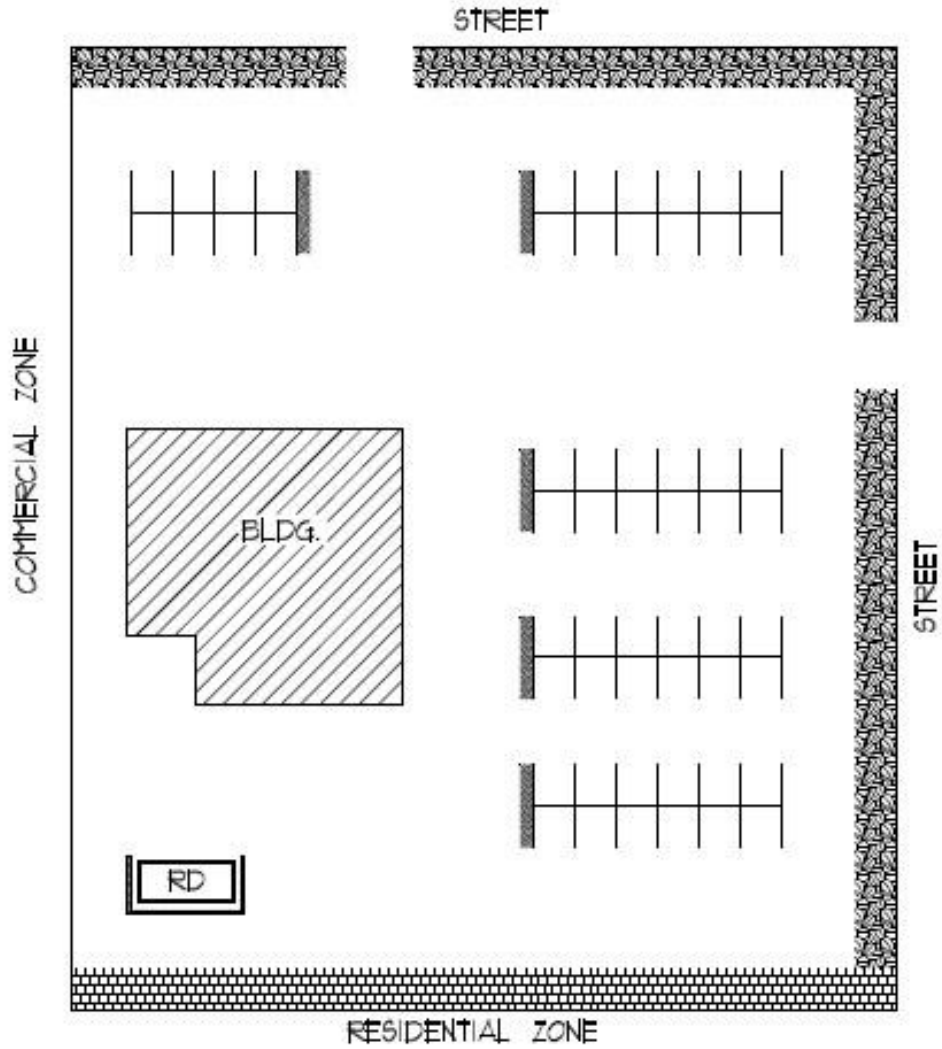 STREET
COMMERCIAL ZONE
BLDG.
STREET
RD
RESIDENTIAL ZONE